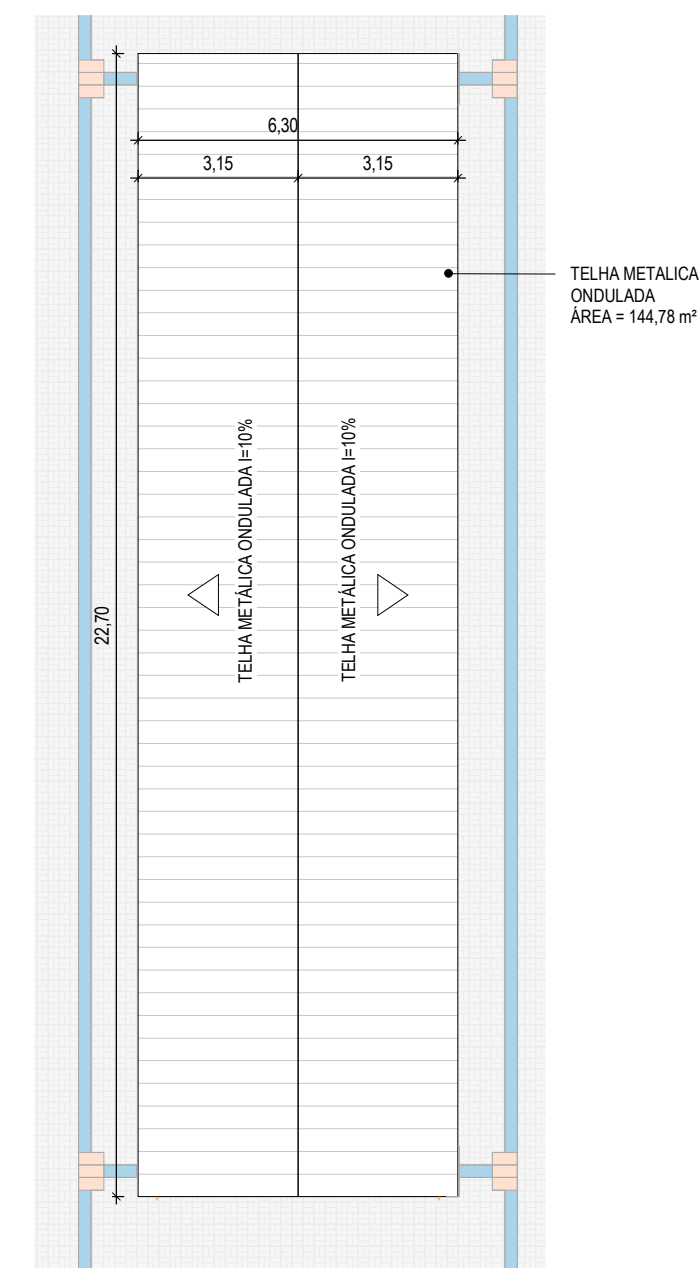 6,30
3,15
3,15
TELHA METALICA
ONDULADA
ÁREA = 144,78 m²
TELHA METÁLICA ONDULADA I=10%
TELHA METÁLICA ONDULADA I=10%
22,70